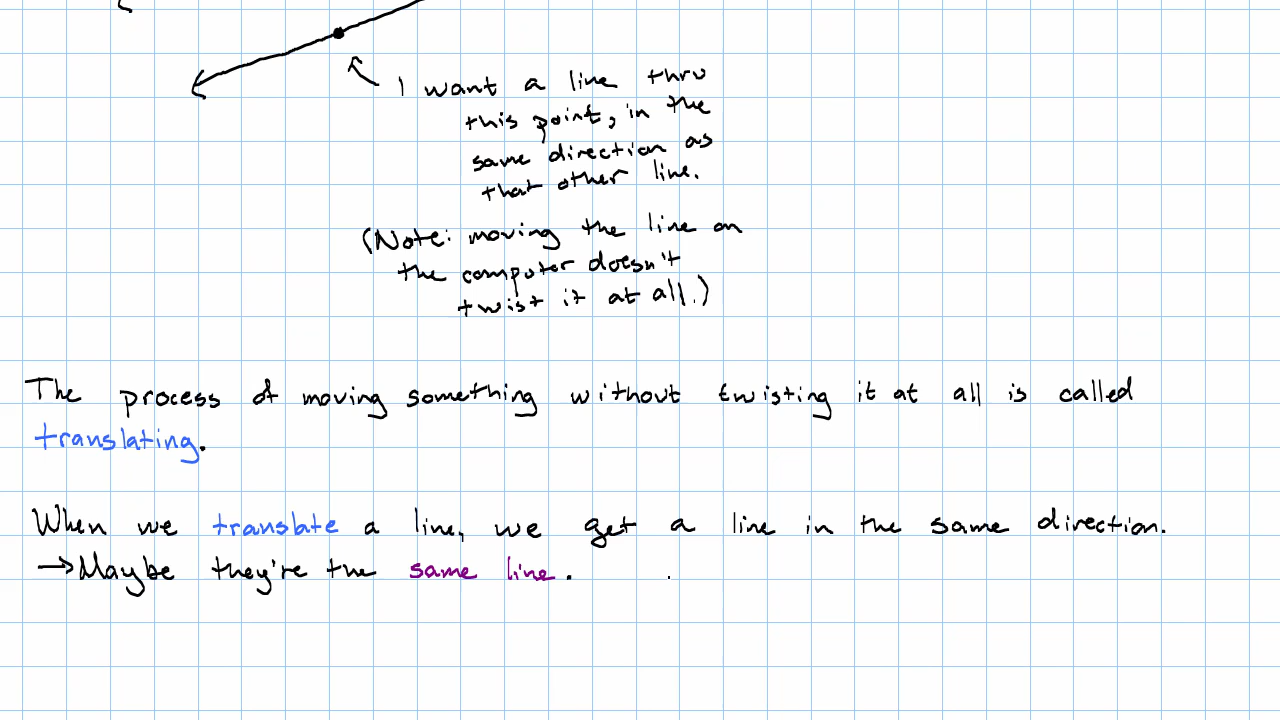 I want a line thru
this point, in the
same direction as
that other line.
(Note: moving the line on
the computer doesn't
twist it at all.)
The process of moving something without twisting it at all is called
translating.
When we translate a line, we get a line in the same direction.
→Maybe they're the same line.